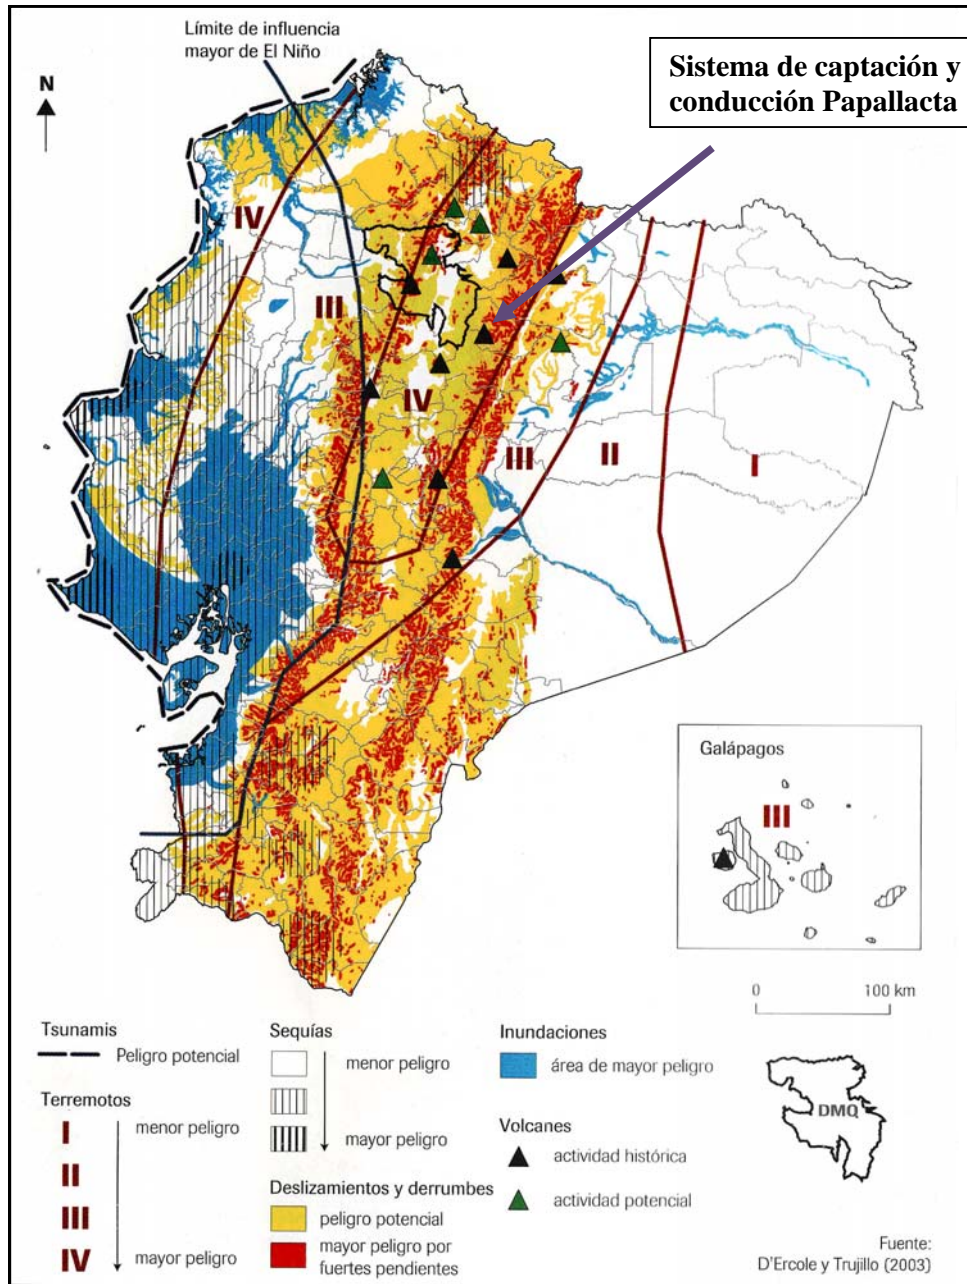 Límite de influencia
mayor de El Niño
Sistema de captación y
conducción Papallacta
N
IV
III
IV
III
II
I
Galápagos
III
0 100 km
Tsunamis
Peligro potencial
Terremotos
I
menor peligro
II
III
IV
mayor peligro
Sequías
menor peligro
mayor peligro
Deslizamientos y derrumbes
peligro potencial
mayor peligro por
fuertes pendientes
Inundaciones
área de mayor peligro
Volcanes
actividad histórica
actividad potencial
DMQ
Fuente:
D'Ercole y Trujillo (2003)